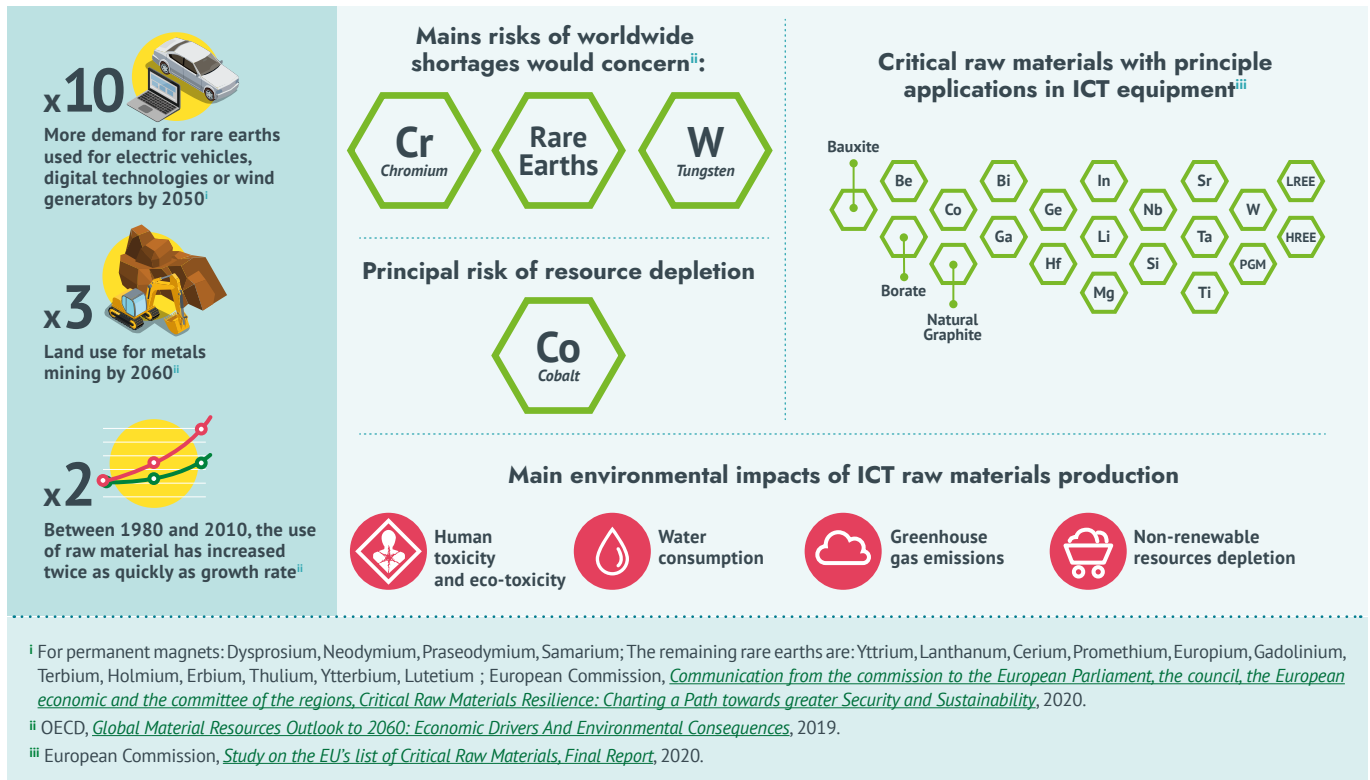 x10
More demand for rare earths
used for electric vehicles,
digital technologies or wind
generators by 2050i
x3
Land use for metals
mining by 2060ii
x2
Between 1980 and 2010, the use
of raw material has increased
twice as quickly as growth rateii
Mains risks of worldwide
shortages would concernii:
Cr
Chromium
Rare
Earths
W
Tungsten
Principal risk of resource depletion
Co
Cobalt
Critical raw materials with principle
applications in ICT equipmentiii
Bauxite
Be
Bi
In
Sr
LREE
Co
Ge
Nb
W
Ga
Li
Ta
HREE
Hf
Si
PGM
Mg
Ti
Borate
Natural
Graphite
Main environmental impacts of ICT raw materials production
Human
toxicity
and eco-toxicity
Water
consumption
Greenhouse
gas emissions
Non-renewable
resources depletion
i For permanent magnets: Dysprosium, Neodymium, Praseodymium, Samarium; The remaining rare earths are: Yttrium, Lanthanum, Cerium, Promethium, Europium, Gadolinium,
Terbium, Holmium, Erbium, Thulium, Ytterbium, Lutetium ; European Commission, Communication from the commission to the European Parliament, the council, the European
economic and the committee of the regions, Critical Raw Materials Resilience: Charting a Path towards greater Security and Sustainability, 2020.
ii OECD, Global Material Resources Outlook to 2060: Economic Drivers And Environmental Consequences, 2019.
iii European Commission, Study on the EU's list of Critical Raw Materials, Final Report, 2020.